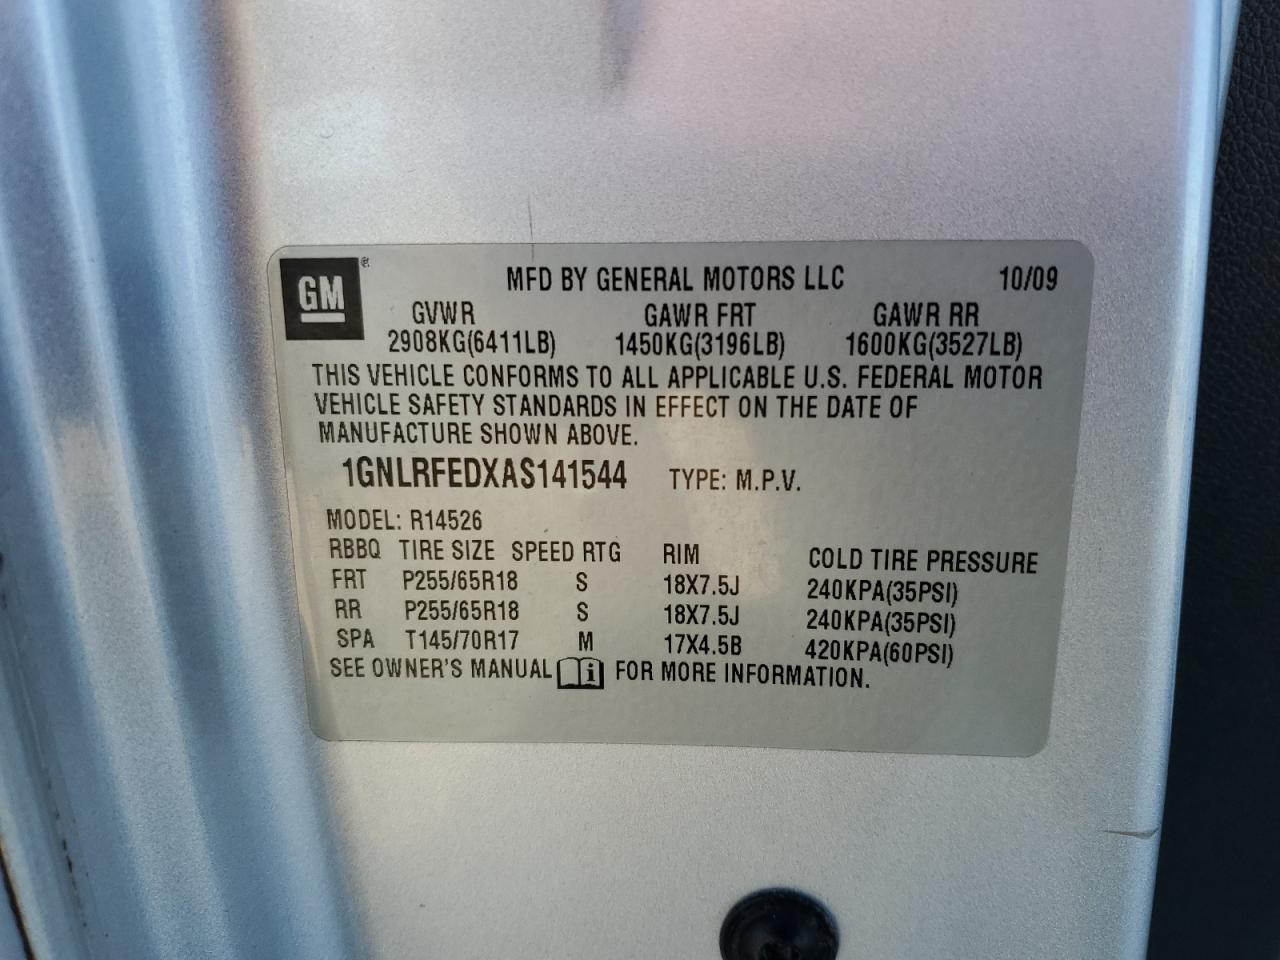 GM ®
MFD BY GENERAL MOTORS LLC 10/09
GVWR GAWR FRT GAWR RR
2908KG(6411LB) 1450KG(3196LB) 1600KG(3527LB)
THIS VEHICLE CONFORMS TO ALL APPLICABLE U.S. FEDERAL MOTOR
VEHICLE SAFETY STANDARDS IN EFFECT ON THE DATE OF
MANUFACTURE SHOWN ABOVE.
1GNLRFEDXAS141544 TYPE: M.P.V.
MODEL: R14526
RBBQ TIRE SIZE SPEED RTG RIM COLD TIRE PRESSURE
FRT P255/65R18 S 18X7.5J 240KPA(35PSI)
RR P255/65R18 S 18X7.5J 240KPA(35PSI)
SPA T145/70R17 M 17X4.5B 420KPA(60PSI)
SEE OWNER'S MANUAL i FOR MORE INFORMATION.